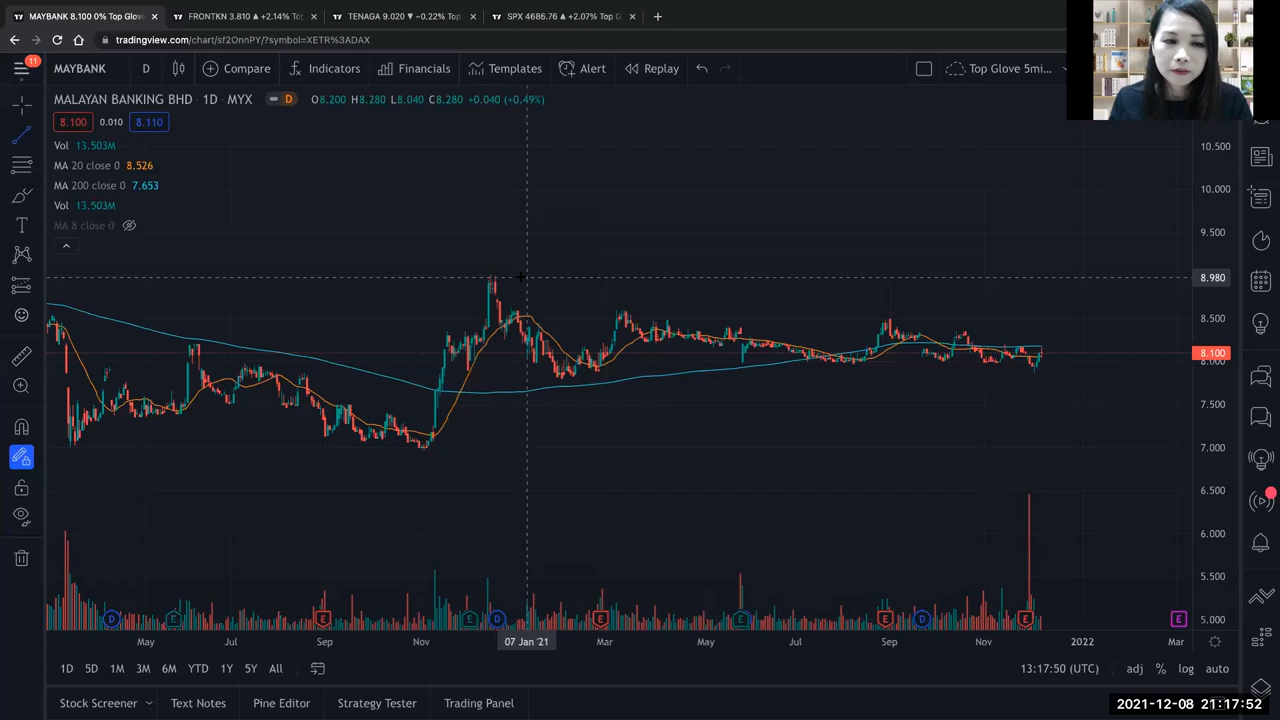 MAYBANK 8.100 0% Top Glove
FRONTKN 3.810 ▲ +2.14% Top
TENAGA 9.020 ▼ −0.22% Top G
SPX 4686.76 ▲ +2.07% Top G
tradingview.com/chart/sf2OnnPY/?symbol=XETR%3ADAX
11
MAYBANK D Compare Indicators Financials Templates Alert Replay Top Glove 5mi...
MALAYAN BANKING BHD · 1D · MYX D O8.200 H8.280 L8.040 C8.280 +0.040 (+0.49%)
8.100 0.010 8.110
Vol 13.503M
MA 20 close 0 8.526
MA 200 close 0 7.653
Vol 13.503M
MA 8 close 0
10.500
10.000
9.500
8.980
8.500
8.100
8.000
7.500
7.000
6.500
6.000
5.500
5.000
D E E E D E E E D E E
May Jul Sep Nov 07 Jan '21 Mar May Jul Sep Nov 2022 Mar
1D 5D 1M 3M 6M YTD 1Y 5Y All 13:17:50 (UTC) adj % log auto
Stock Screener Text Notes Pine Editor Strategy Tester Trading Panel
2021-12-08 21:17:52